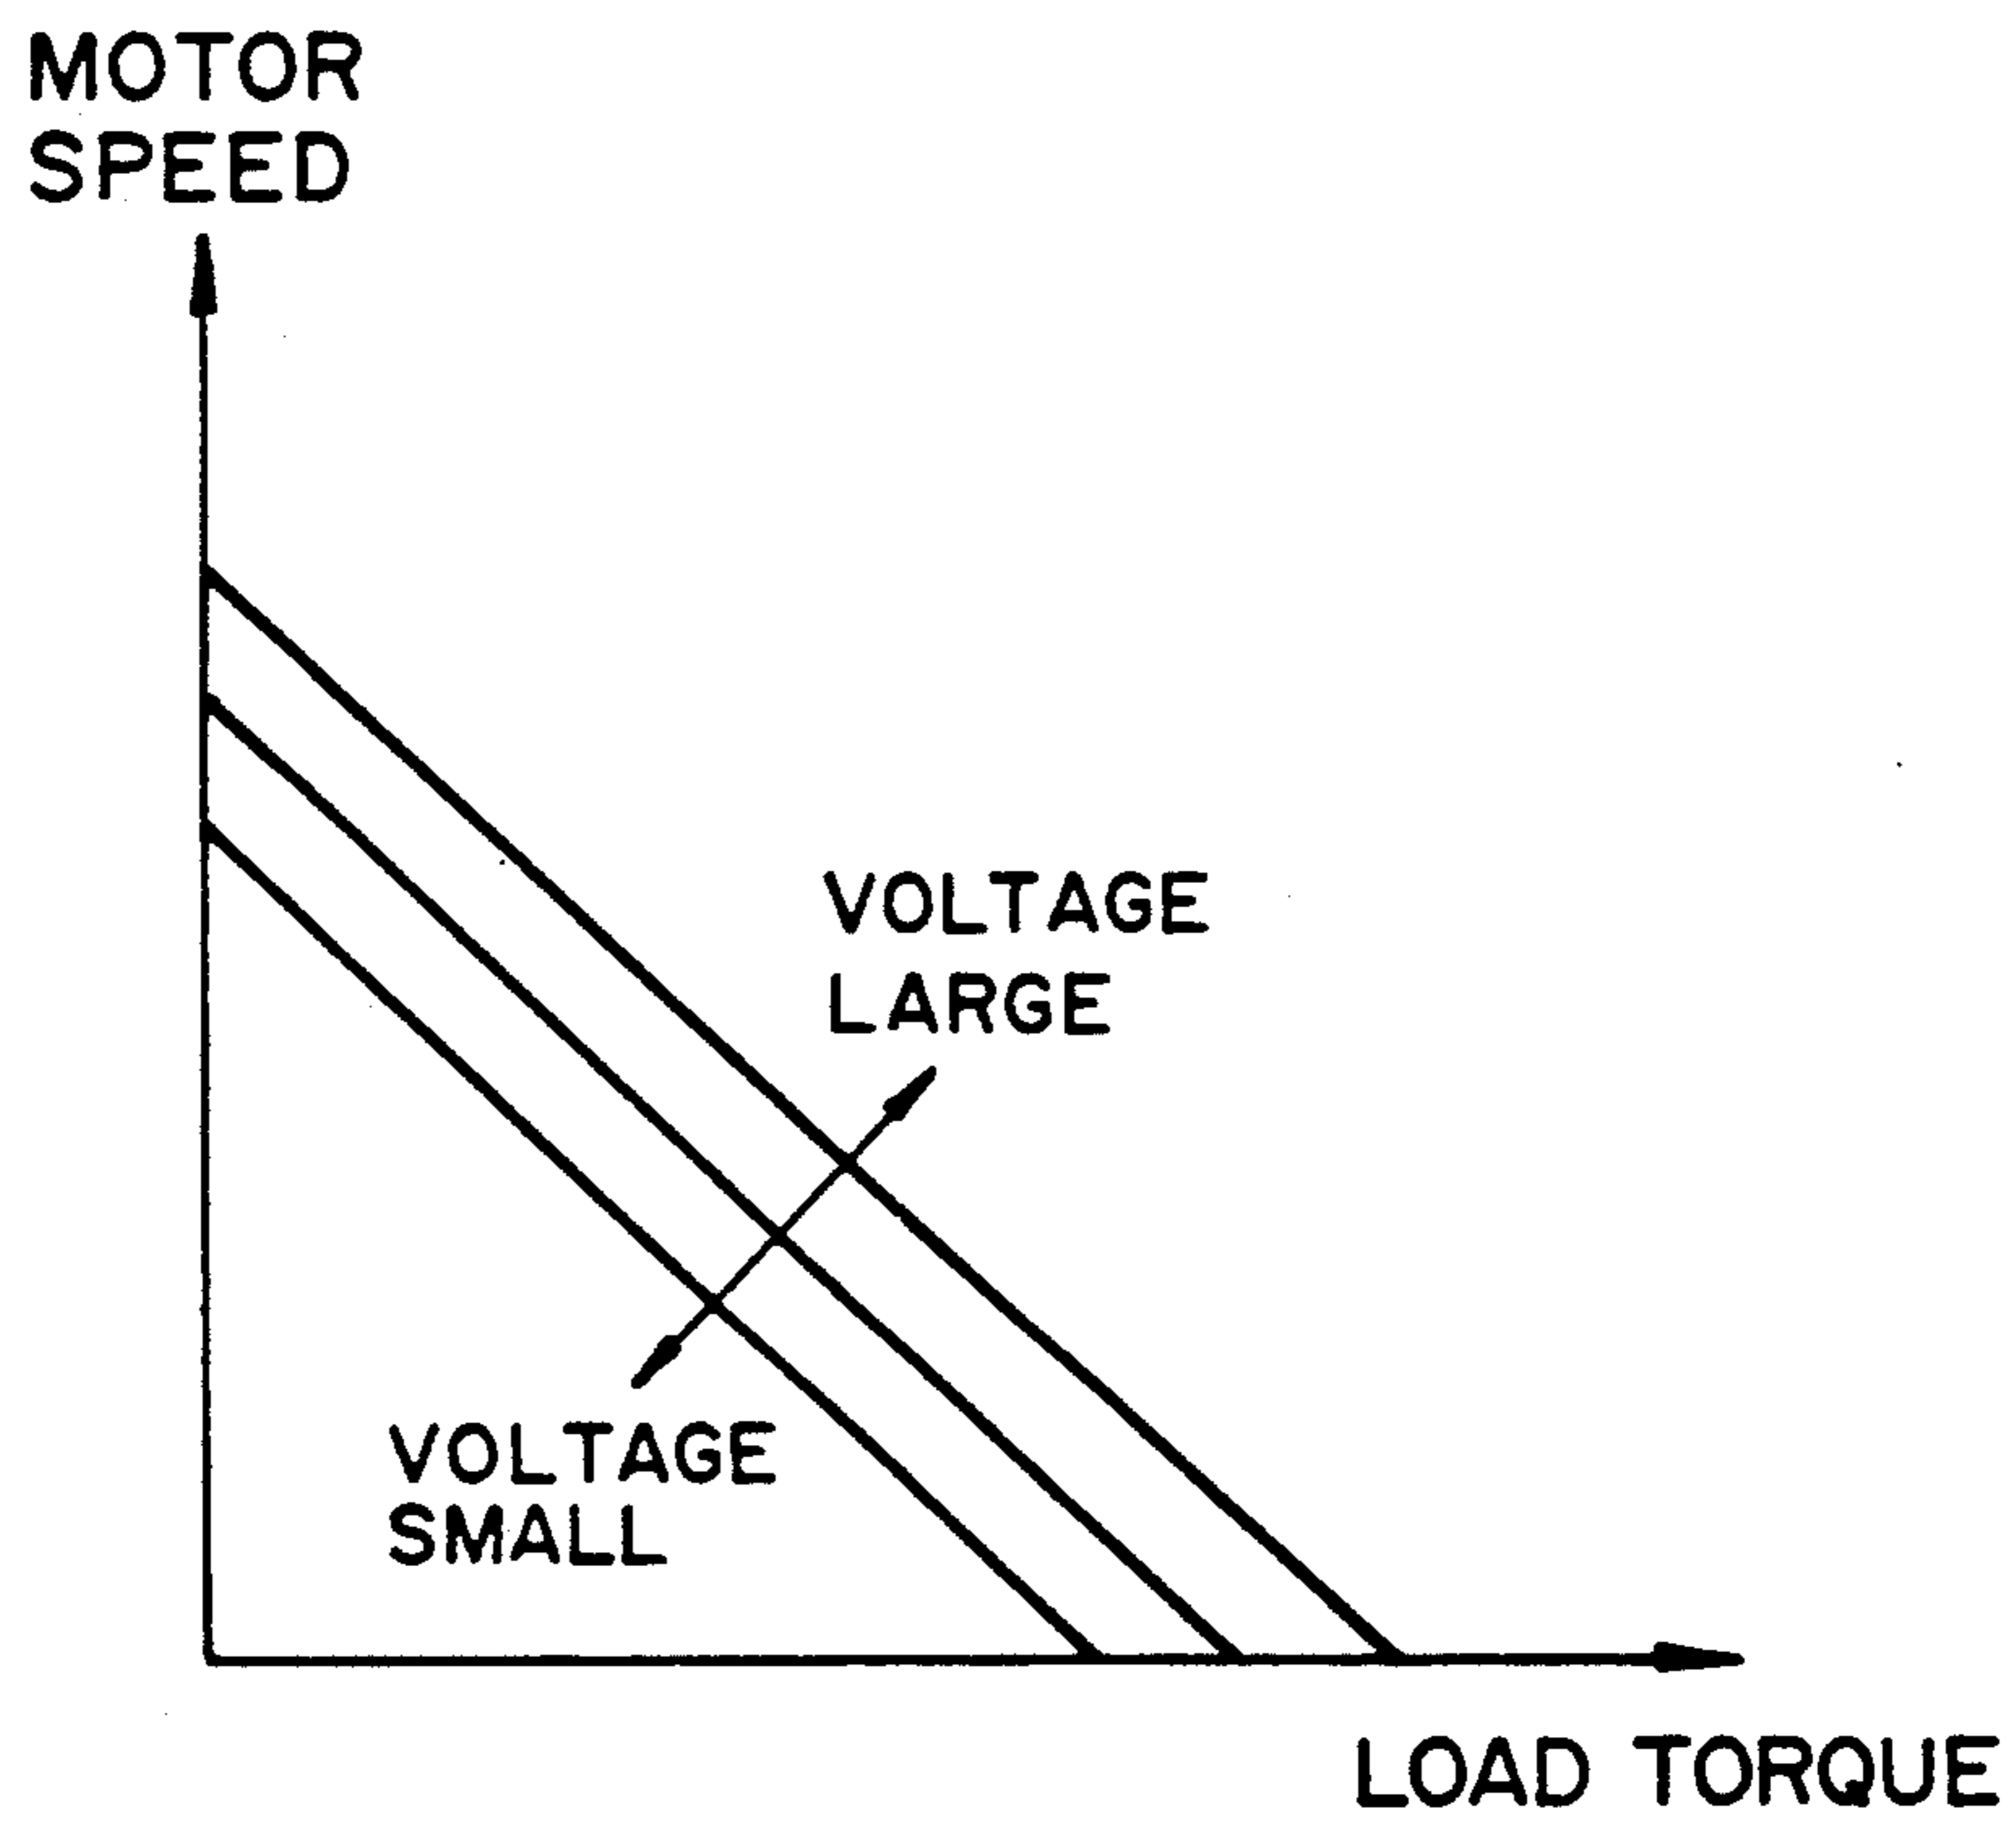 MOTOR
SPEED
VOLTAGE
LARGE
VOLTAGE
SMALL
LOAD TORQUE